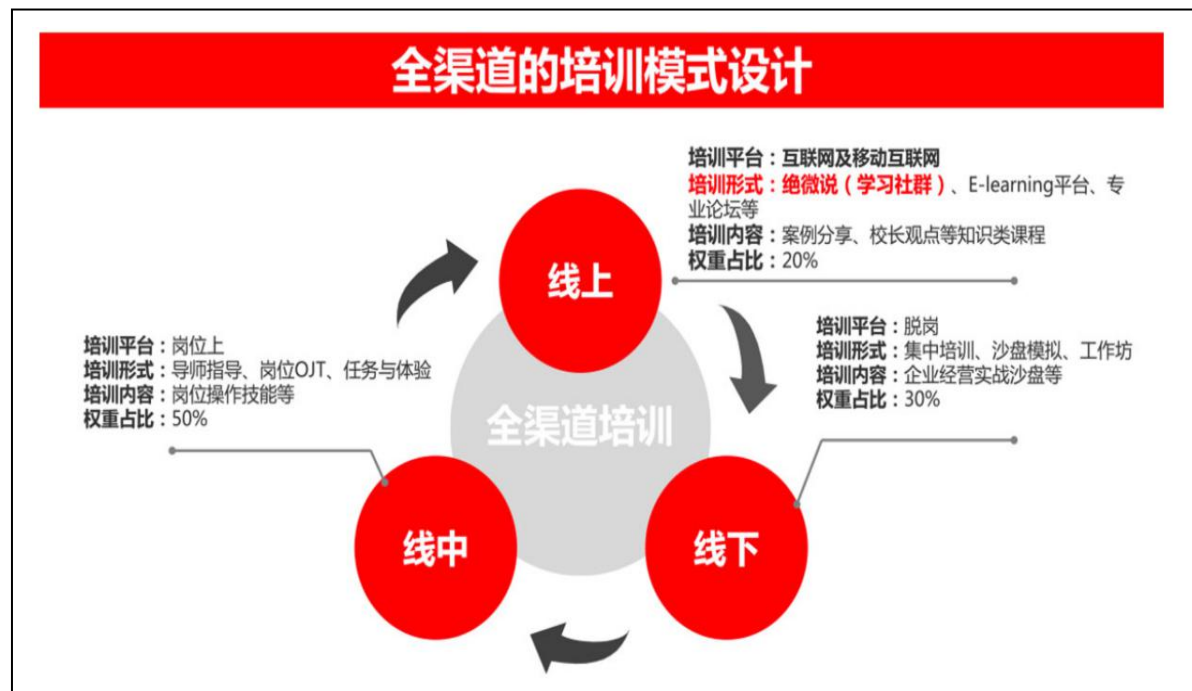 全渠道的培训模式设计
培训平台：互联网及移动互联网
培训形式：绝微说（学习社群）、E-learning平台、专
业论坛等
培训内容：案例分享、校长观点等知识类课程
权重占比：20%
线上
培训平台：脱岗
培训形式：集中培训、沙盘模拟、工作坊
培训内容：企业经营实战沙盘等
权重占比：30%
培训平台：岗位上
培训形式：导师指导、岗位OJT、任务与体验
培训内容：岗位操作技能等
权重占比：50%
全渠道培训
线中
线下